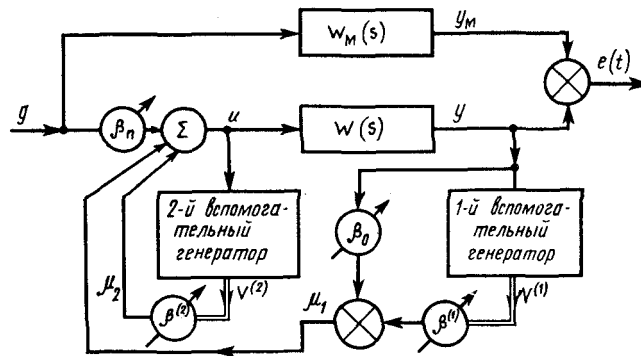 W_M(s)
y_M
e(t)
g
β_n
Σ
u
W(s)
y
2-й вспомога-
тельный
генератор
β_0
1-й вспомога-
тельный
генератор
μ_2
β^(2)
V^(2)
μ_1
β^(1)
V^(1)